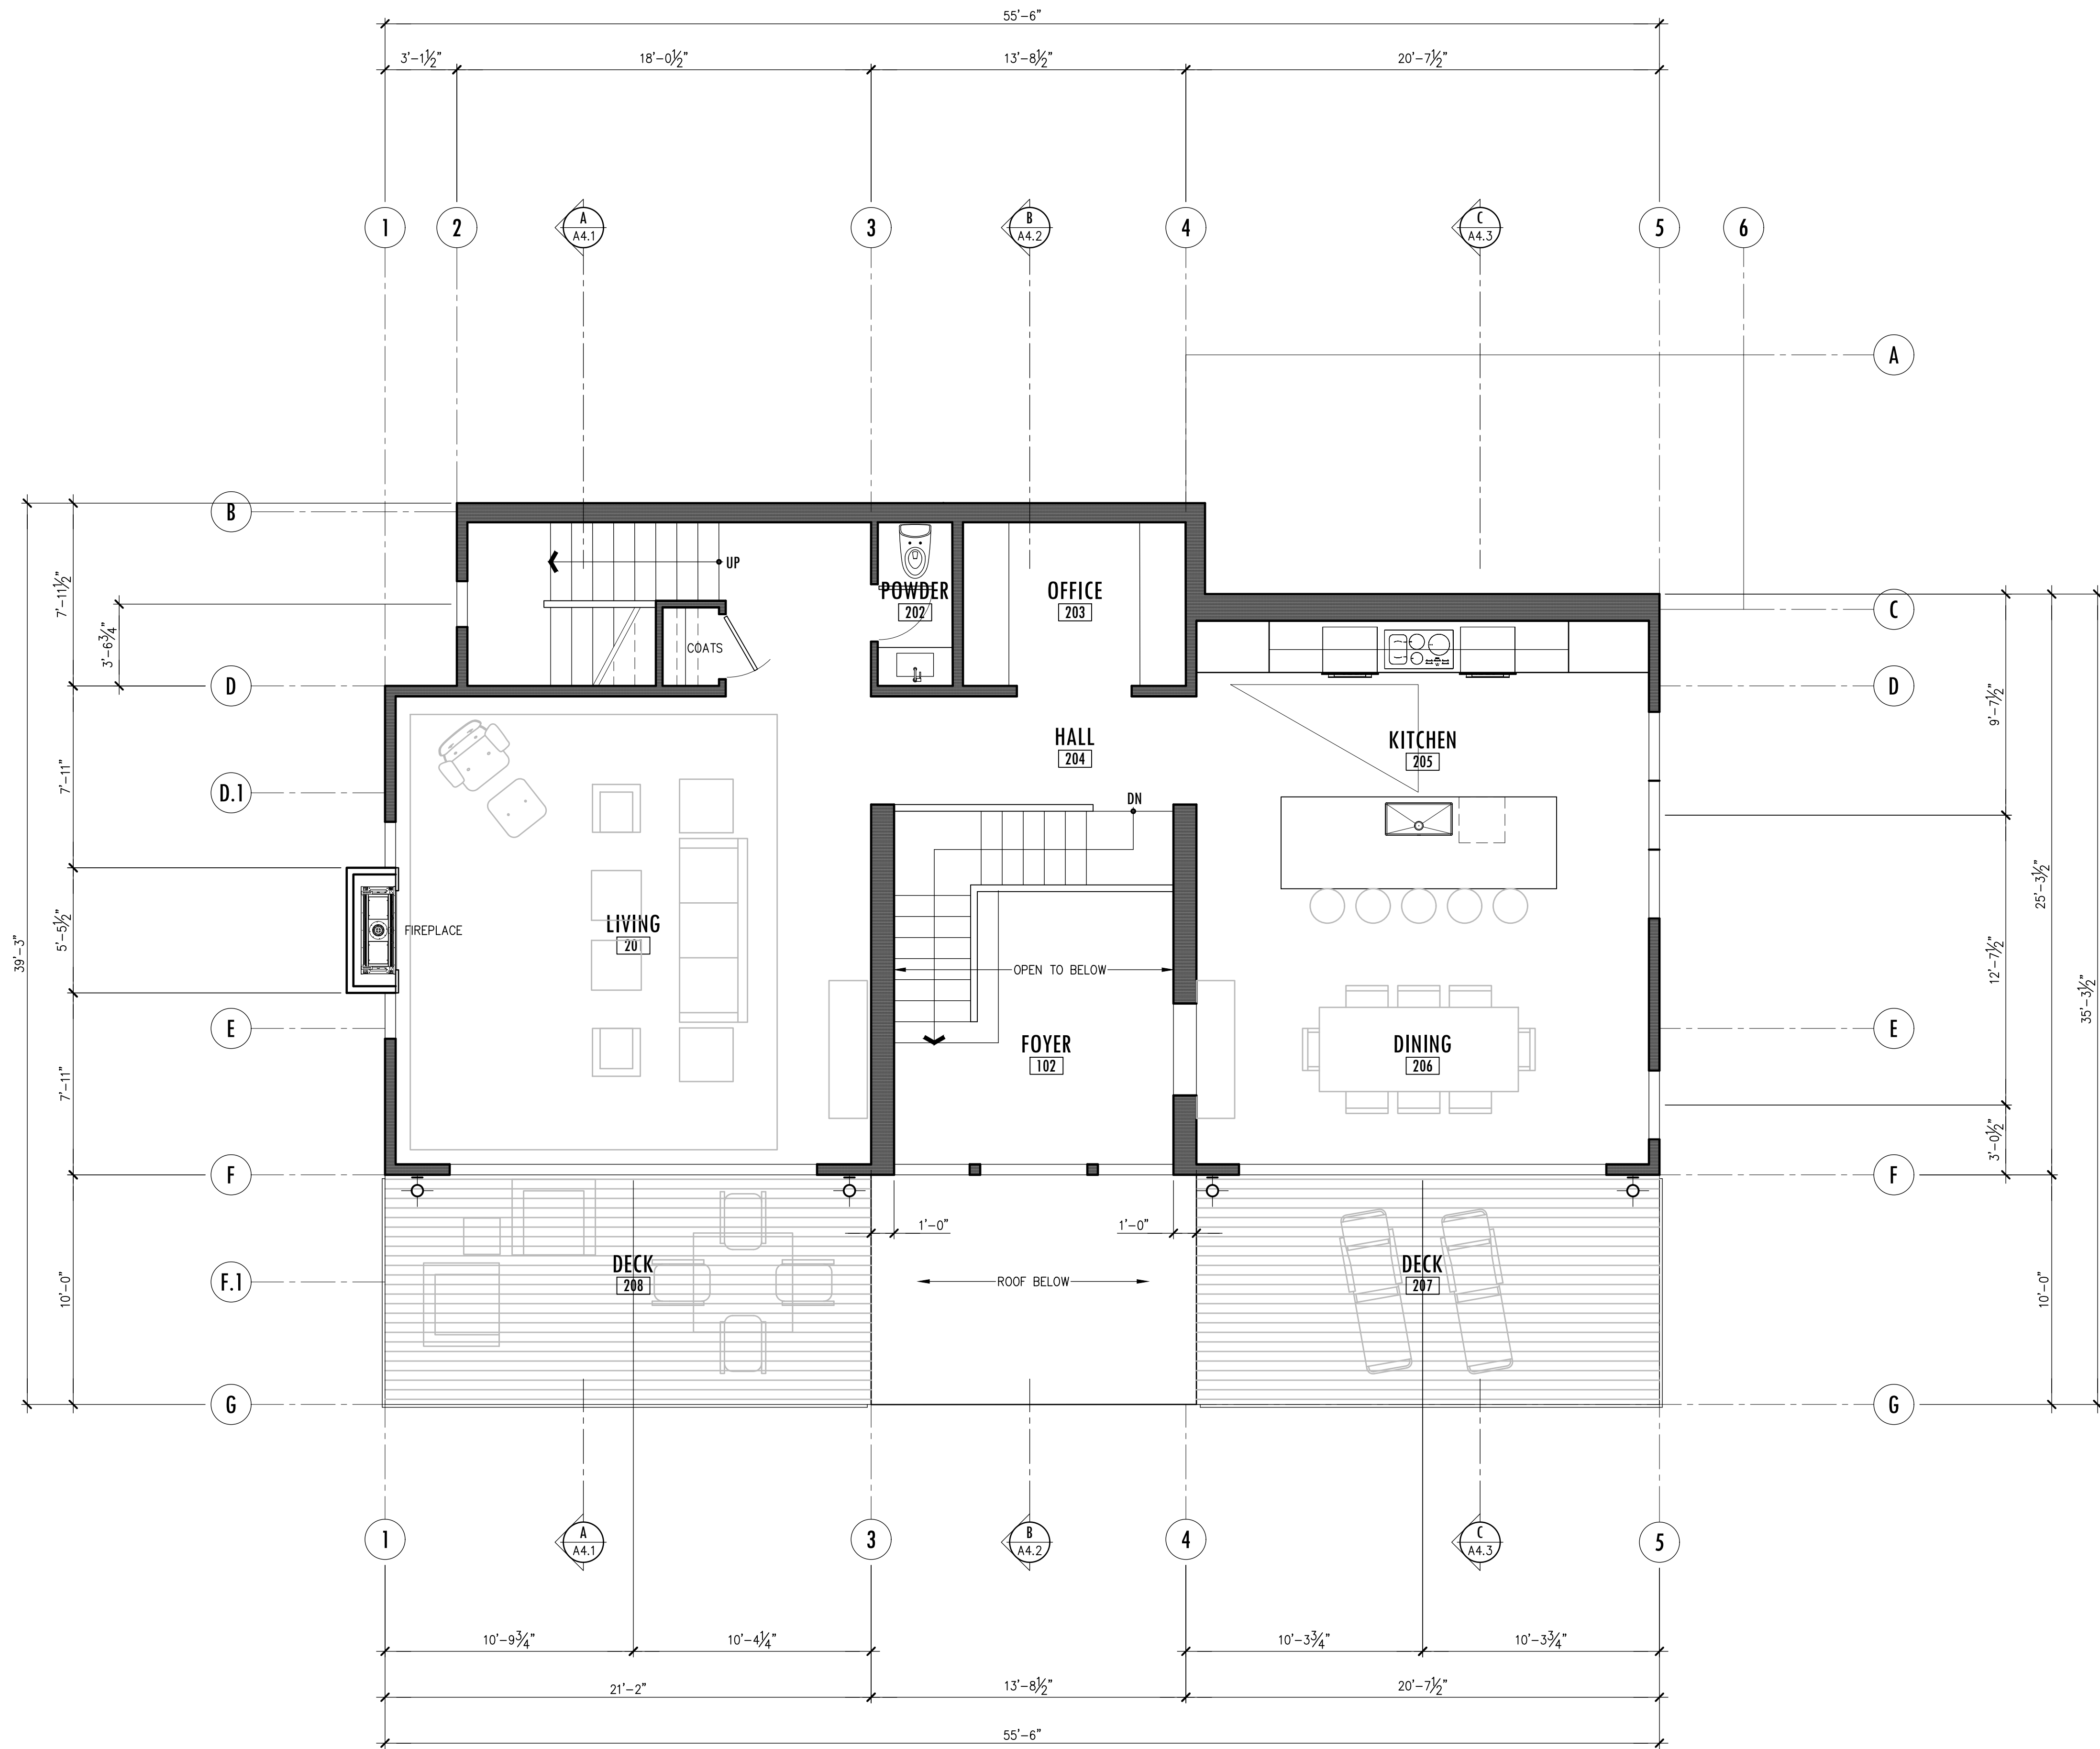 55'-6"
3'-1½" 18'-0½" 13'-8½" 20'-7½"
1 2 A A4.1 3 B A4.2 4 C A4.3 5 6
A
B
C
D
D
D.1
E
E
F
F
F.1
G
G
39'-3"
7'-11½"
3'-6¾"
7'-11"
5'-5½"
7'-11"
10'-0"
UP
POWDER
202
OFFICE
203
COATS
HALL
204
KITCHEN
205
DN
FIREPLACE
LIVING
201
OPEN TO BELOW
FOYER
102
DINING
206
1'-0" 1'-0"
DECK
208
ROOF BELOW
DECK
207
9'-7½"
12'-7½"
3'-0½"
25'-3½"
10'-0"
35'-3½"
1 A A4.1 3 B A4.2 4 C A4.3 5
10'-9¾" 10'-4¼" 10'-3¾" 10'-3¾"
21'-2" 13'-8½" 20'-7½"
55'-6"